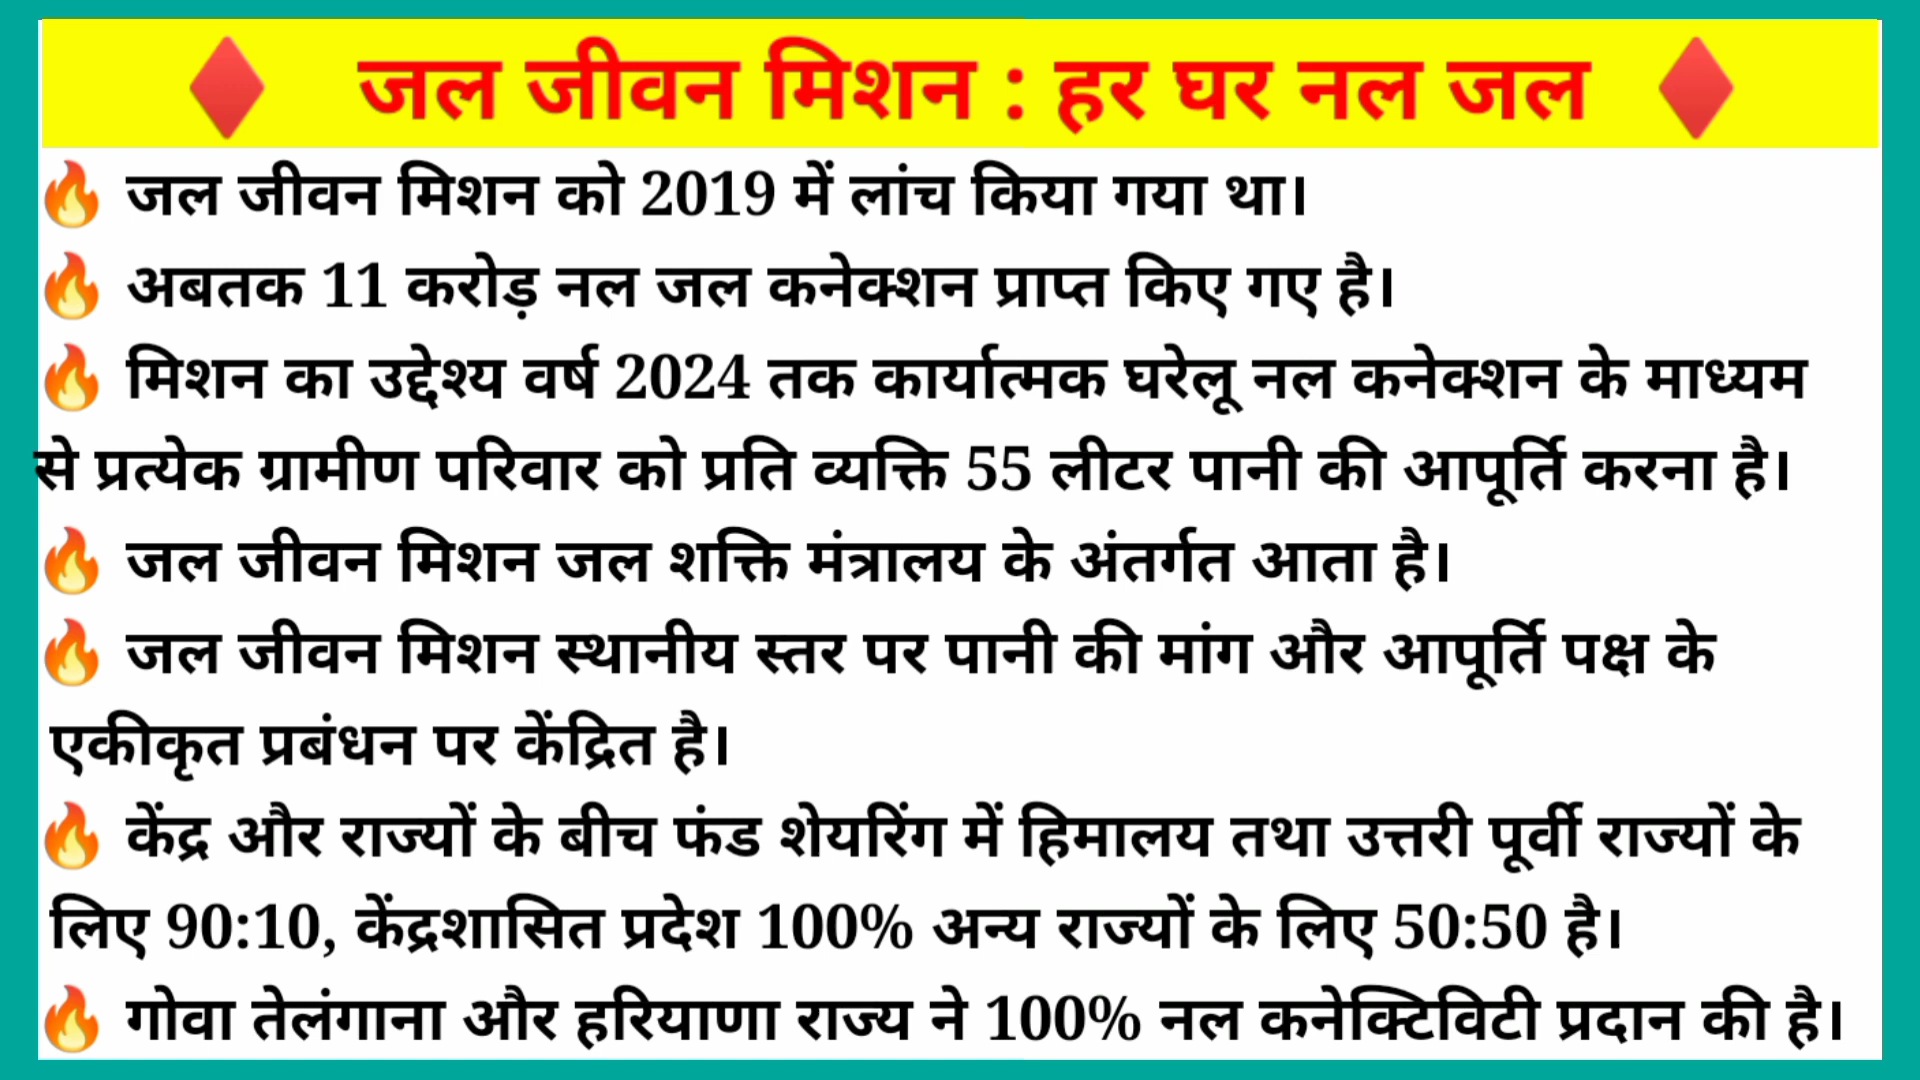 ♦ जल जीवन मिशन : हर घर नल जल ♦
🔥 जल जीवन मिशन को 2019 में लांच किया गया था।
🔥 अबतक 11 करोड़ नल जल कनेक्शन प्राप्त किए गए है।
🔥 मिशन का उद्देश्य वर्ष 2024 तक कार्यात्मक घरेलू नल कनेक्शन के माध्यम
से प्रत्येक ग्रामीण परिवार को प्रति व्यक्ति 55 लीटर पानी की आपूर्ति करना है।
🔥 जल जीवन मिशन जल शक्ति मंत्रालय के अंतर्गत आता है।
🔥 जल जीवन मिशन स्थानीय स्तर पर पानी की मांग और आपूर्ति पक्ष के
एकीकृत प्रबंधन पर केंद्रित है।
🔥 केंद्र और राज्यों के बीच फंड शेयरिंग में हिमालय तथा उत्तरी पूर्वी राज्यों के
लिए 90:10, केंद्रशासित प्रदेश 100% अन्य राज्यों के लिए 50:50 है।
🔥 गोवा तेलंगाना और हरियाणा राज्य ने 100% नल कनेक्टिविटी प्रदान की है।